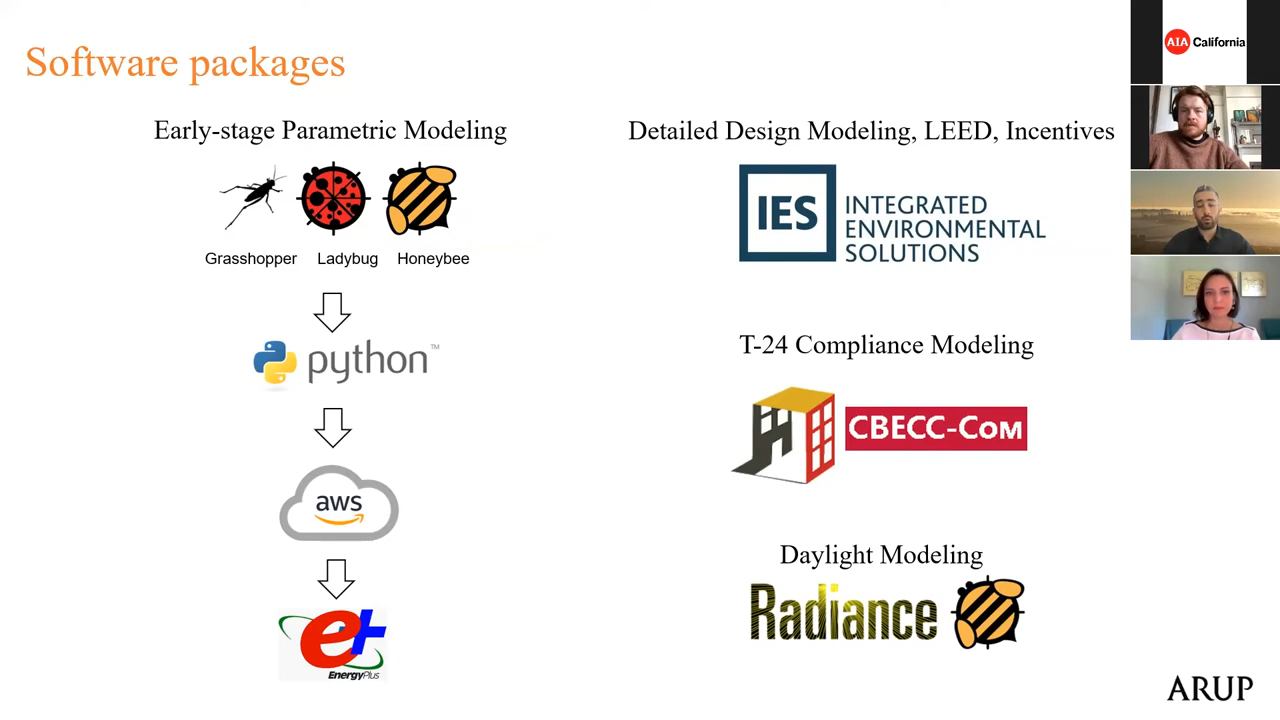 Software packages
Early-stage Parametric Modeling
Grasshopper Ladybug Honeybee
python™
aws
e+
EnergyPlus
Detailed Design Modeling, LEED, Incentives
IES
INTEGRATED
ENVIRONMENTAL
SOLUTIONS
T-24 Compliance Modeling
CBECC-COM
Daylight Modeling
Radiance
ARUP
AIA California